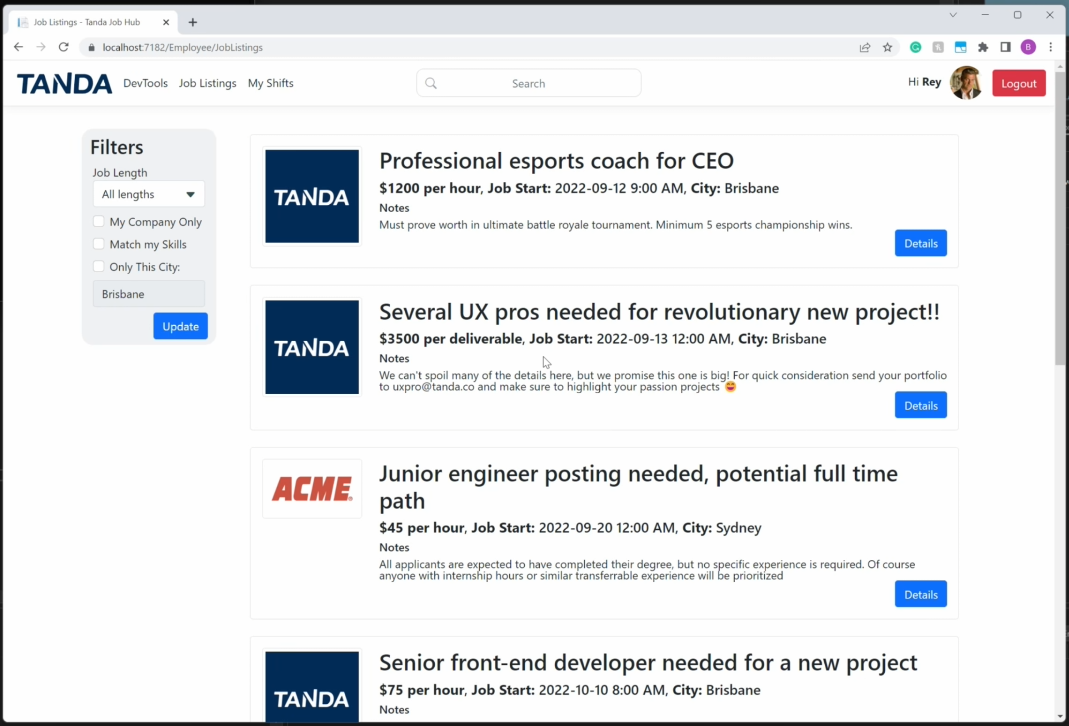 Job Listings - Tanda Job Hub
localhost:7182/Employee/JobListings
B
TANDA
DevTools
Job Listings
My Shifts
Search
Hi Rey
Logout
Filters
Job Length
All lengths
My Company Only
Match my Skills
Only This City:
Brisbane
Update
TANDA
Professional esports coach for CEO
$1200 per hour, Job Start: 2022-09-12 9:00 AM, City: Brisbane
Notes
Must prove worth in ultimate battle royale tournament. Minimum 5 esports championship wins.
Details
TANDA
Several UX pros needed for revolutionary new project!!
$3500 per deliverable, Job Start: 2022-09-13 12:00 AM, City: Brisbane
Notes
We can't spoil many of the details here, but we promise this one is big! For quick consideration send your portfolio
to uxpro@tanda.co and make sure to highlight your passion projects 😄
Details
ACME
Junior engineer posting needed, potential full time
path
$45 per hour, Job Start: 2022-09-20 12:00 AM, City: Sydney
Notes
All applicants are expected to have completed their degree, but no specific experience is required. Of course
anyone with internship hours or similar transferrable experience will be prioritized
Details
TANDA
Senior front-end developer needed for a new project
$75 per hour, Job Start: 2022-10-10 8:00 AM, City: Brisbane
Notes